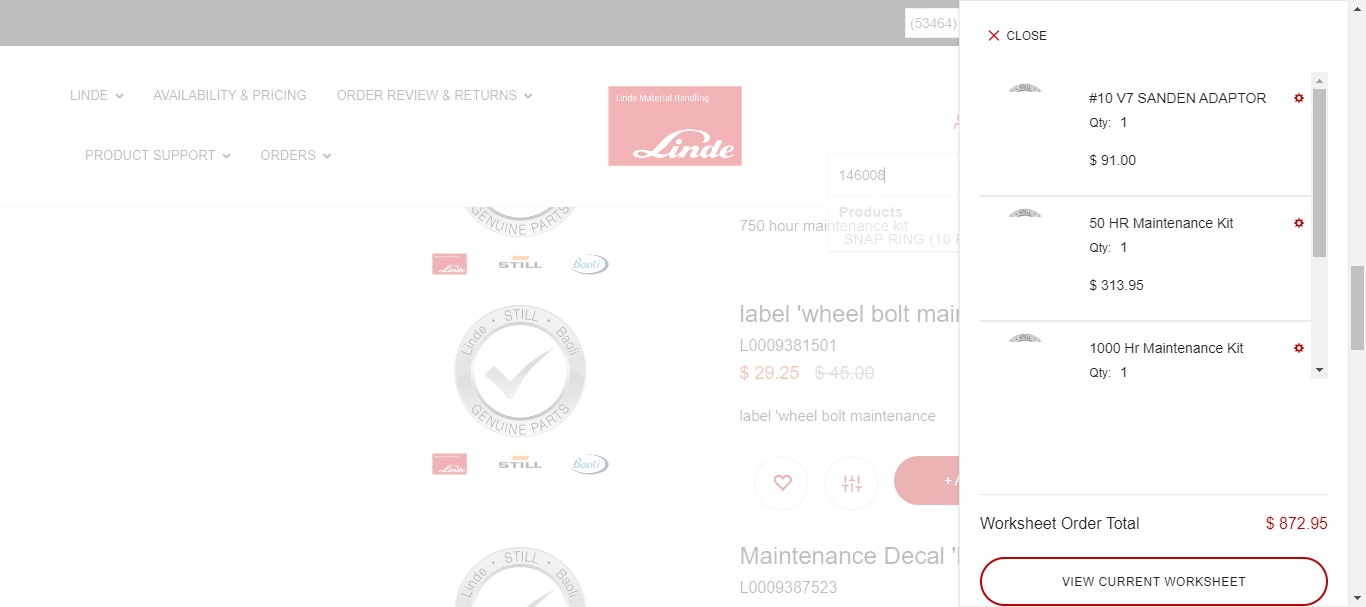 (53464)
CLOSE
LINDE
AVAILABILITY & PRICING
ORDER REVIEW & RETURNS
Linde Material Handling
Linde
PRODUCT SUPPORT
ORDERS
146008
Products
SNAP RING (10
GENUINE PARTS
750 hour maintenance kit
Linde
STILL
Baoli
Linde · STILL · Baoli
GENUINE PARTS
label 'wheel bolt mai
L0009381501
$ 29.25 $ 45.00
label 'wheel bolt maintenance
Linde
STILL
Baoli
+ A
Linde · STILL · Baoli
Maintenance Decal '
L0009387523
#10 V7 SANDEN ADAPTOR
Qty: 1
$ 91.00
50 HR Maintenance Kit
Qty: 1
$ 313.95
1000 Hr Maintenance Kit
Qty: 1
Worksheet Order Total
$ 872.95
VIEW CURRENT WORKSHEET